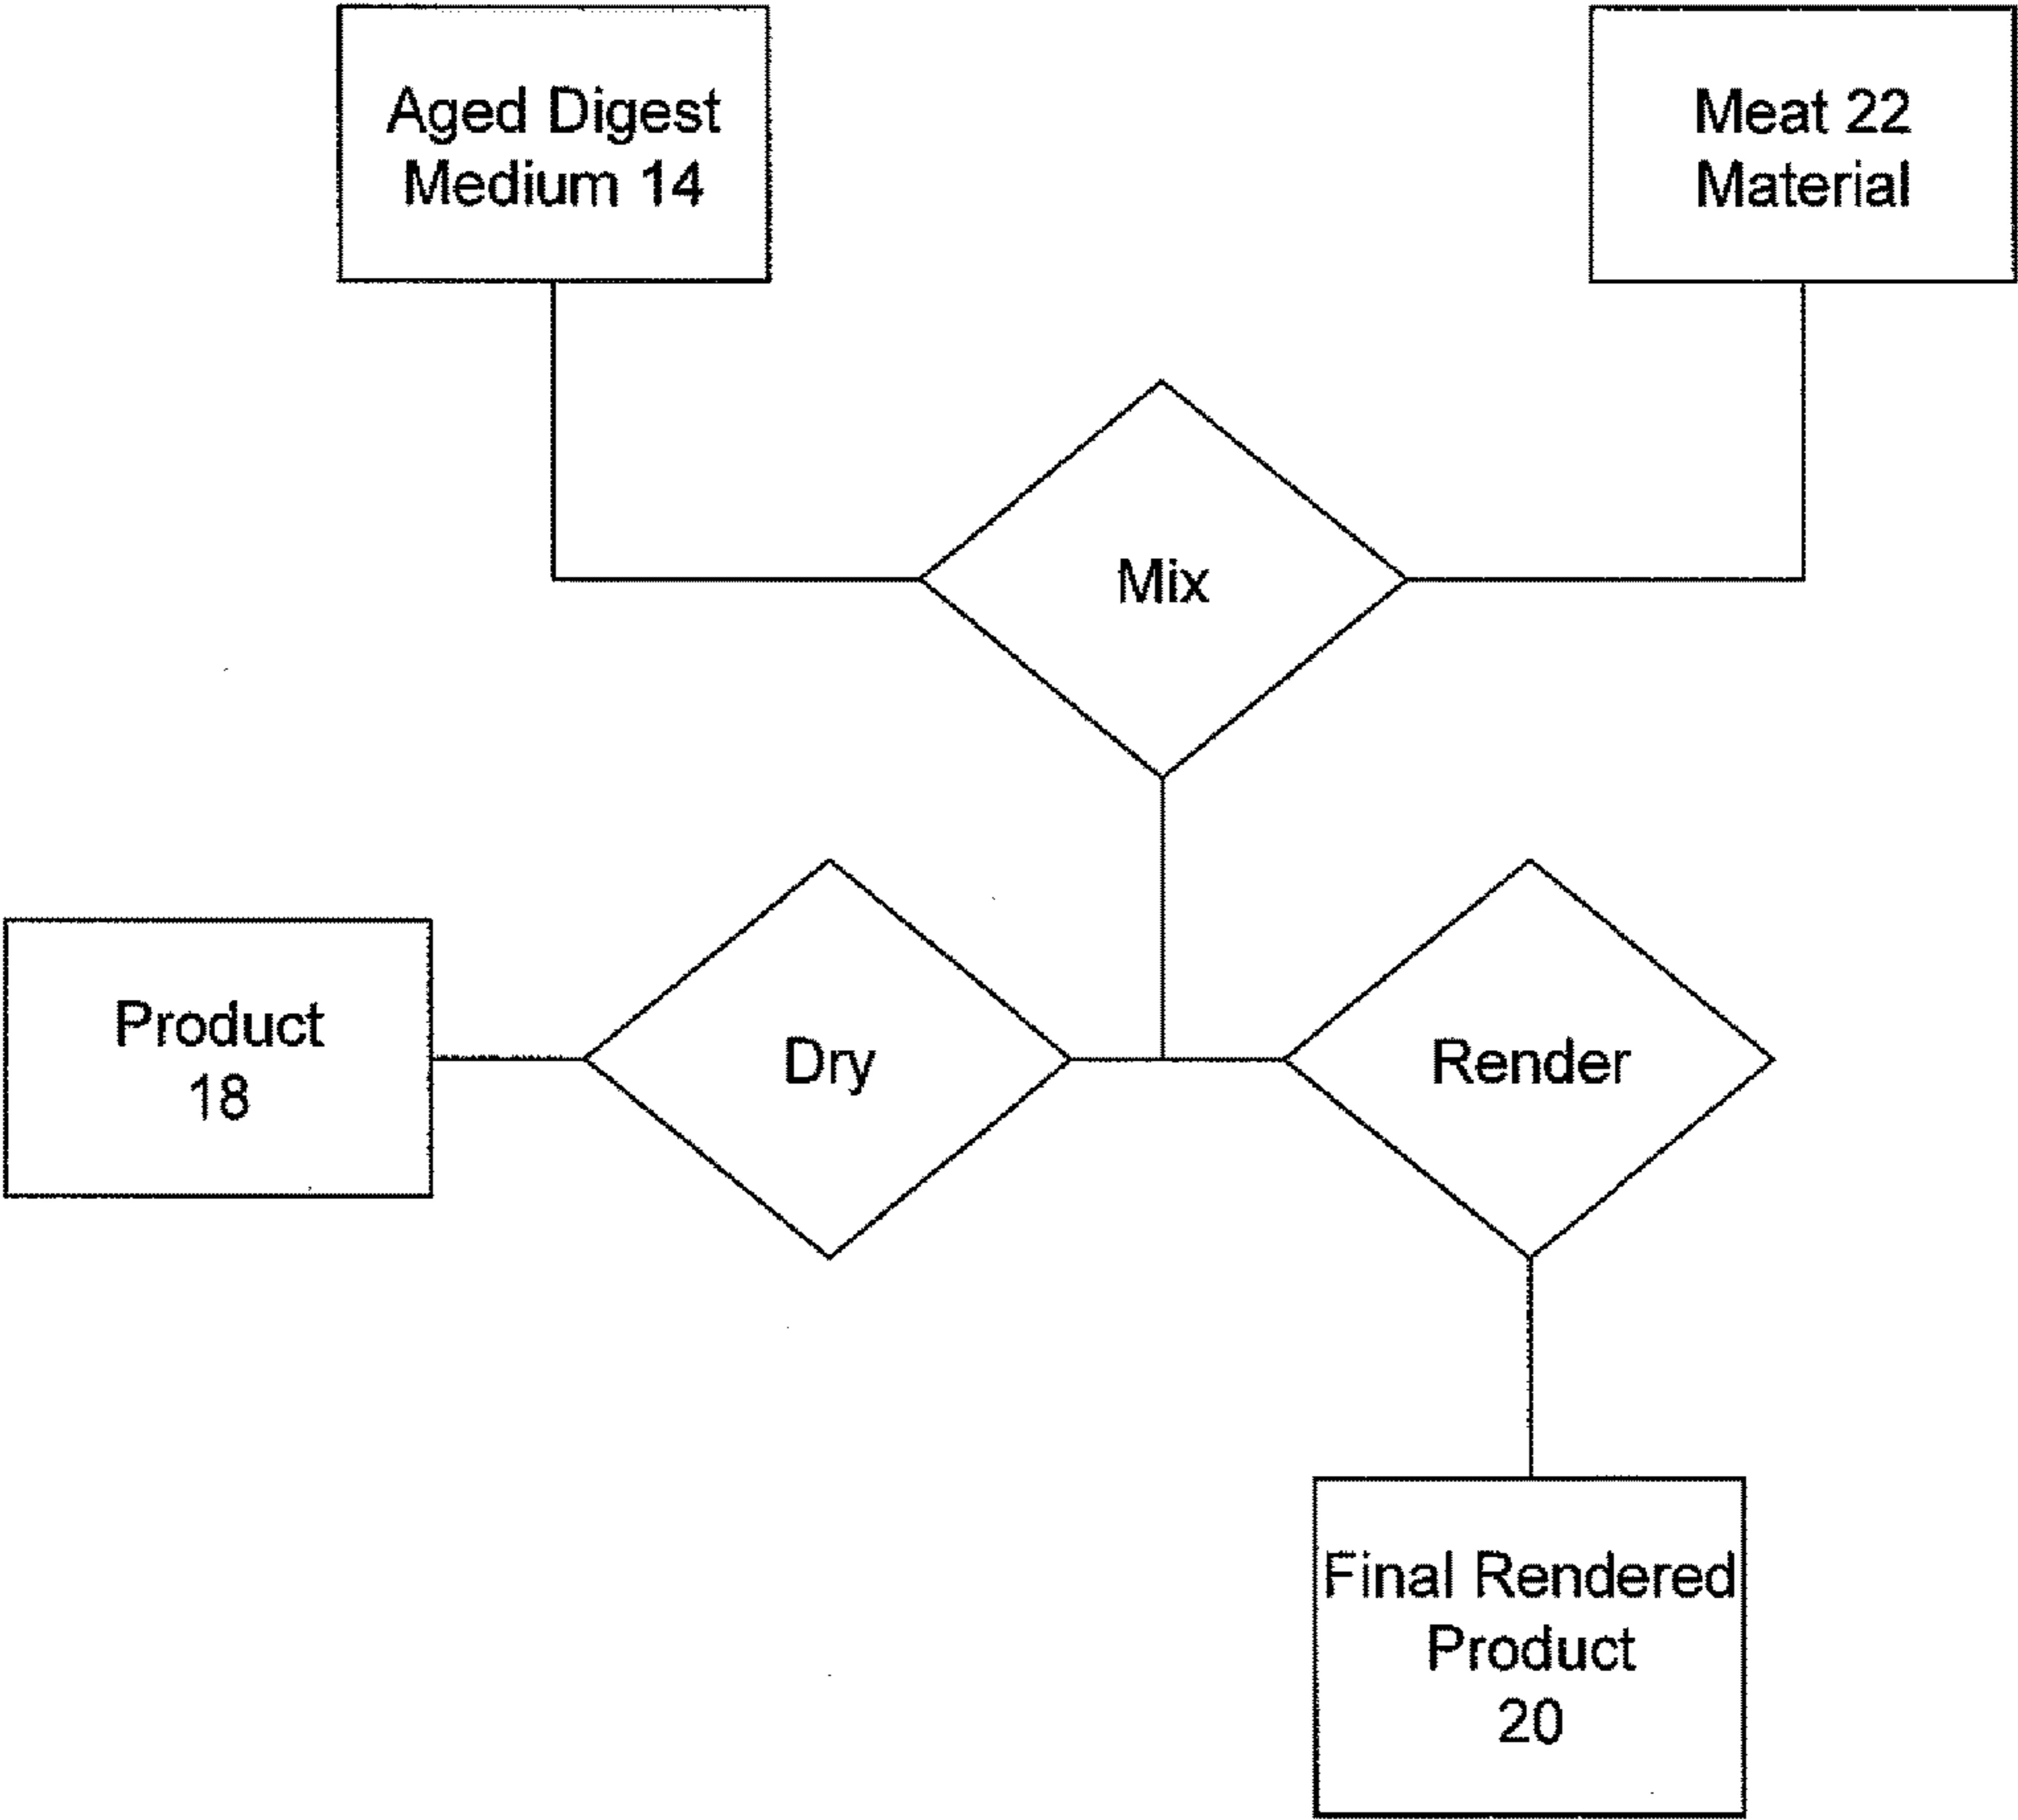 Aged Digest
Medium 14
Meat 22
Material
Mix
Product
18
Dry
Render
Final Rendered
Product
20